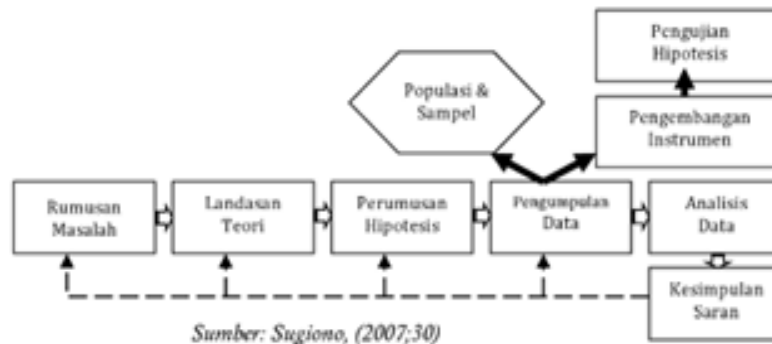 Pengujian
Hipotesis
Populasi &
Sampel
Pengembangan
Instrumen
Rumusan
Masalah
Landasan
Teori
Perumusan
Hipotesis
Pengumpulan
Data
Analisis
Data
Kesimpulan
Saran
Sumber: Sugiono, (2007;30)